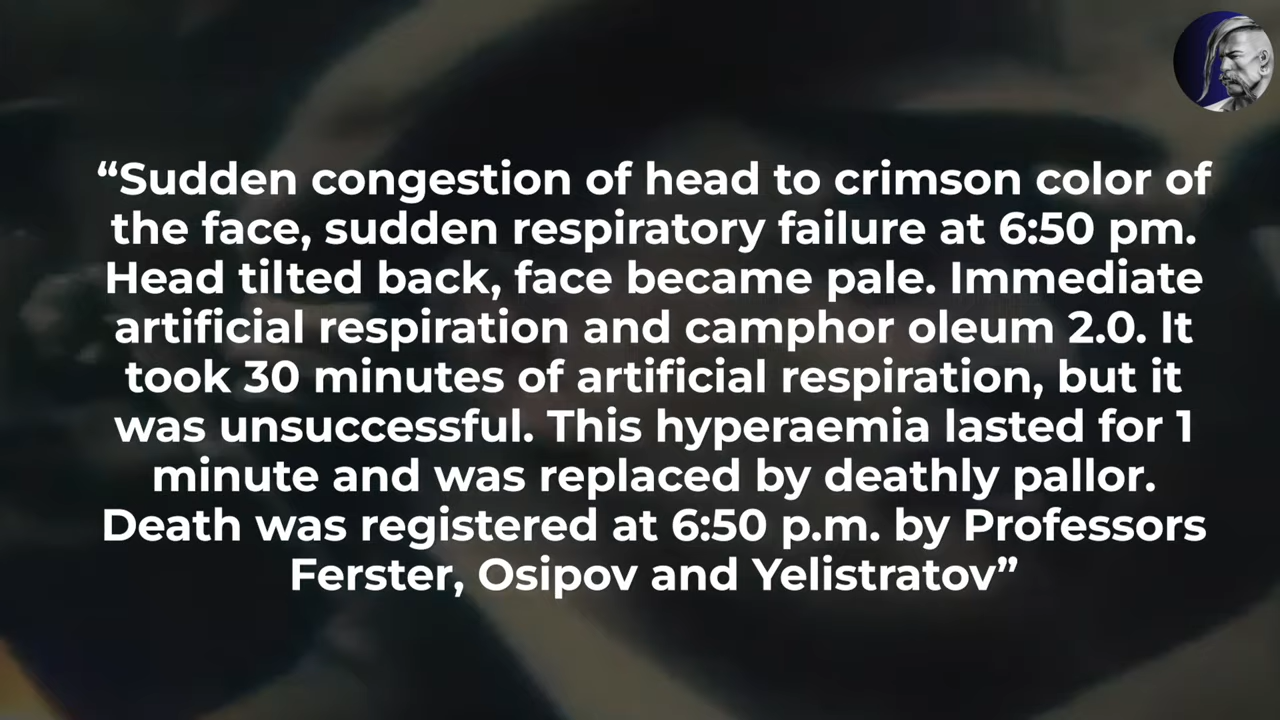 “Sudden congestion of head to crimson color of
the face, sudden respiratory failure at 6:50 pm.
Head tilted back, face became pale. Immediate
artificial respiration and camphor oleum 2.0. It
took 30 minutes of artificial respiration, but it
was unsuccessful. This hyperaemia lasted for 1
minute and was replaced by deathly pallor.
Death was registered at 6:50 p.m. by Professors
Ferster, Osipov and Yelistratov”